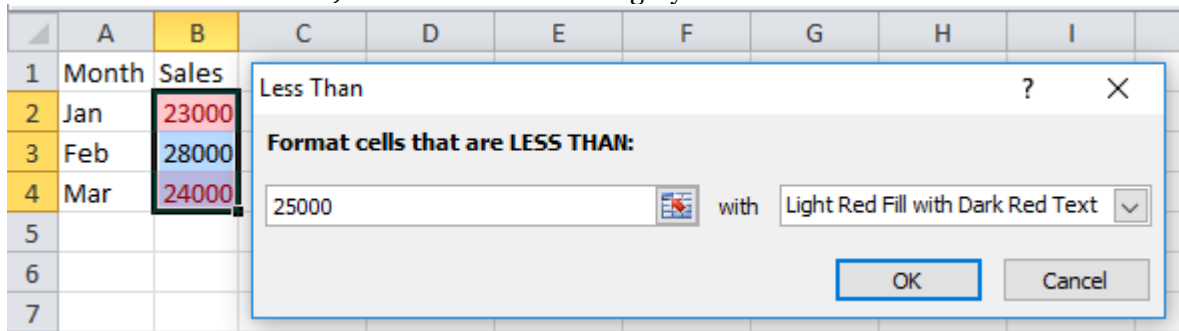 A B C D E F G H I
1 Month Sales
Less Than ? X
2 Jan 23000
Format cells that are LESS THAN:
3 Feb 28000
4 Mar 24000
25000 with Light Red Fill with Dark Red Text
5
6
OK Cancel
7